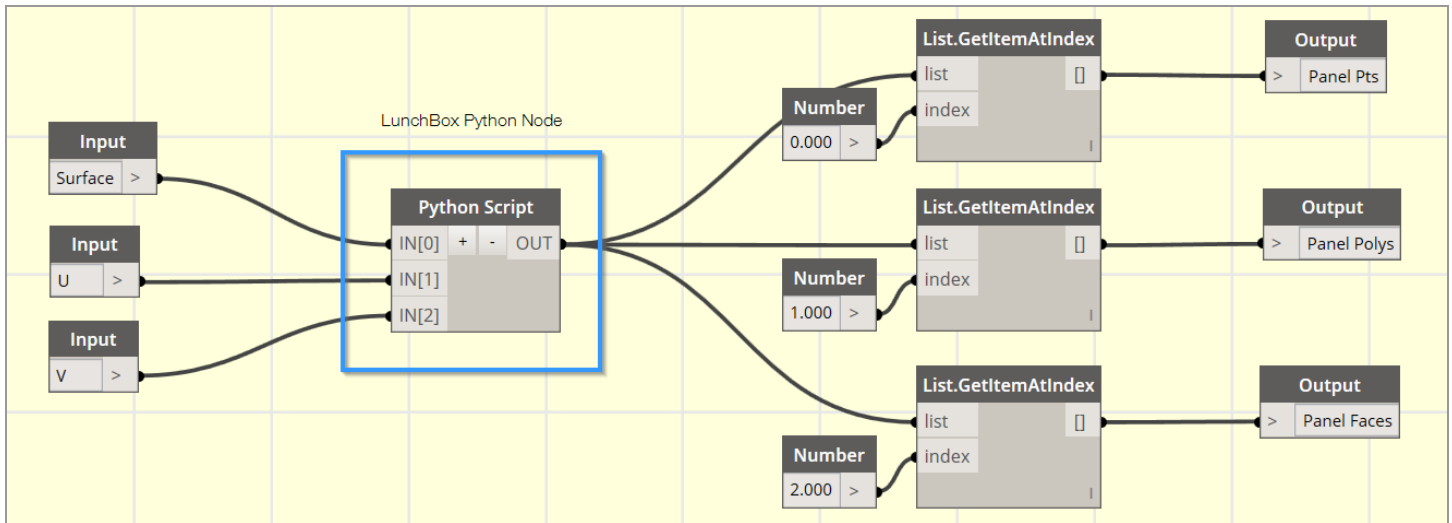 List.GetItemAtIndex
list
[]
index
l
Output
> Panel Pts
Number
0.000 >
LunchBox Python Node
Input
Surface >
Input
U >
Input
V >
Python Script
IN[0] + - OUT
IN[1]
IN[2]
List.GetItemAtIndex
list
[]
index
l
Output
> Panel Polys
Number
1.000 >
List.GetItemAtIndex
list
[]
index
l
Output
> Panel Faces
Number
2.000 >